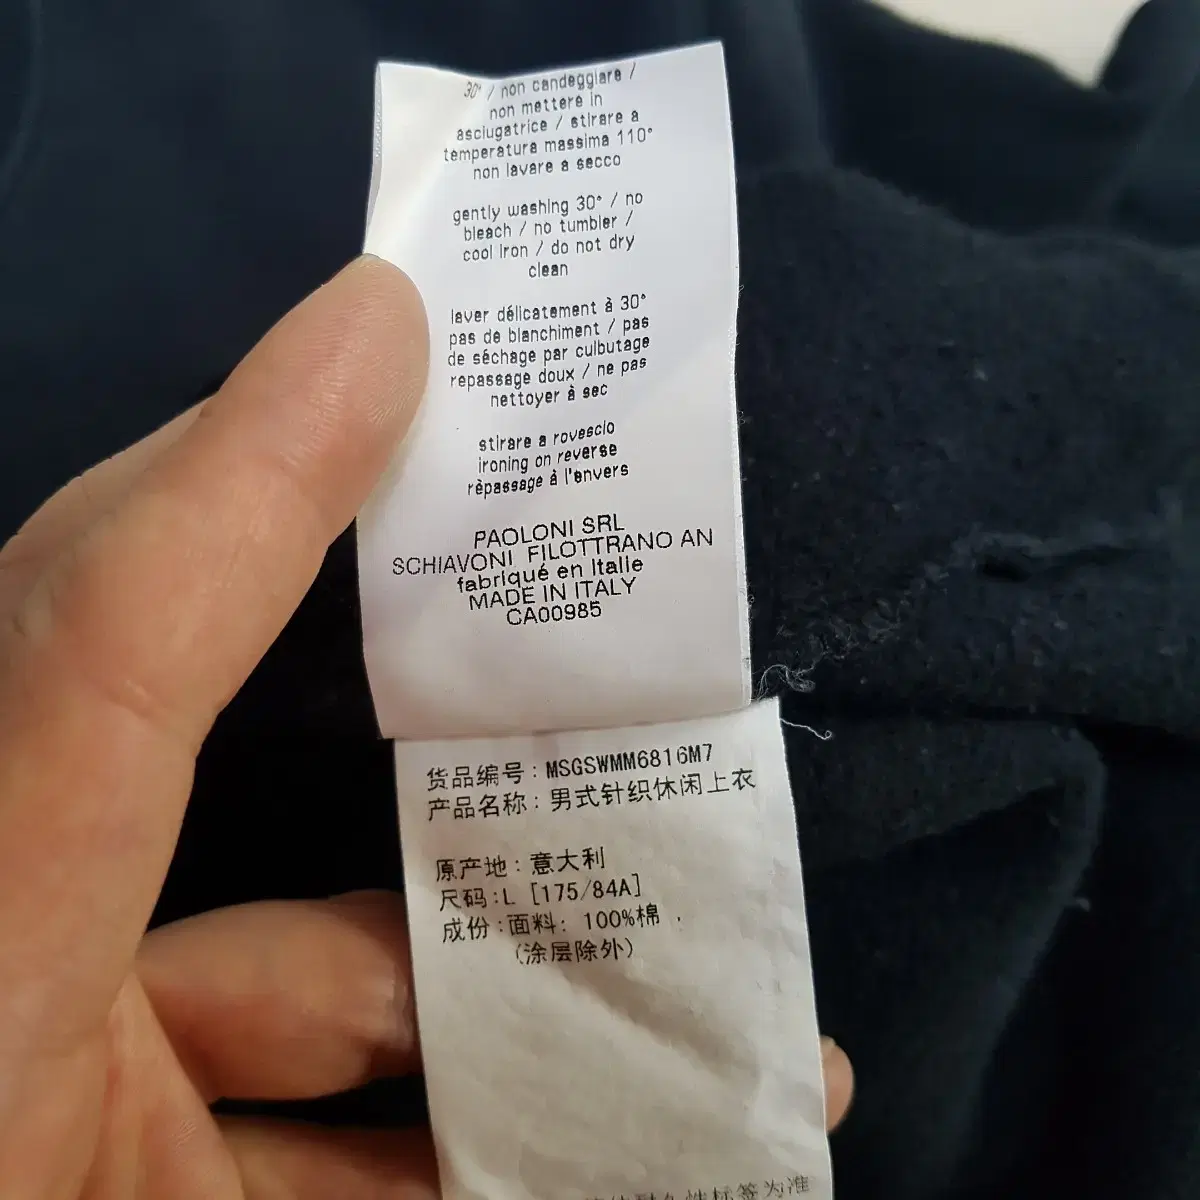 30° / non candeggiare /
non mettere in
asciugatrice / stirare a
temperatura massima 110°
non lavare a secco
gently washing 30° / no
bleach / no tumbler /
cool iron / do not dry
clean
laver délicatement à 30°
pas de blanchiment / pas
de séchage par culbutage
repassage doux / ne pas
nettoyer à sec
stirare a rovescio
ironing on reverse
rèpassage à l'envers
PAOLONI SRL
SCHIAVONI FILOTTRANO AN
fabriqué en Italie
MADE IN ITALY
CA00985
货品编号：MSGSWMM6816M7
产品名称：男式针织休闲上衣
原产地：意大利
尺码：L [175/84A]
成份：面料：100%棉 .
（涂层除外）
标签为准